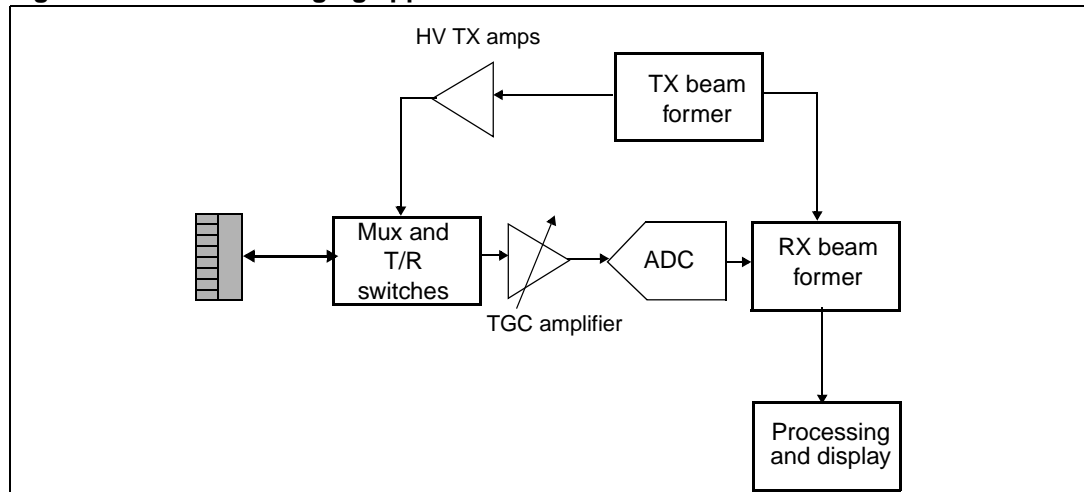 HV TX amps
TX beam
former
Mux and
T/R
switches
ADC
RX beam
former
TGC amplifier
Processing
and display